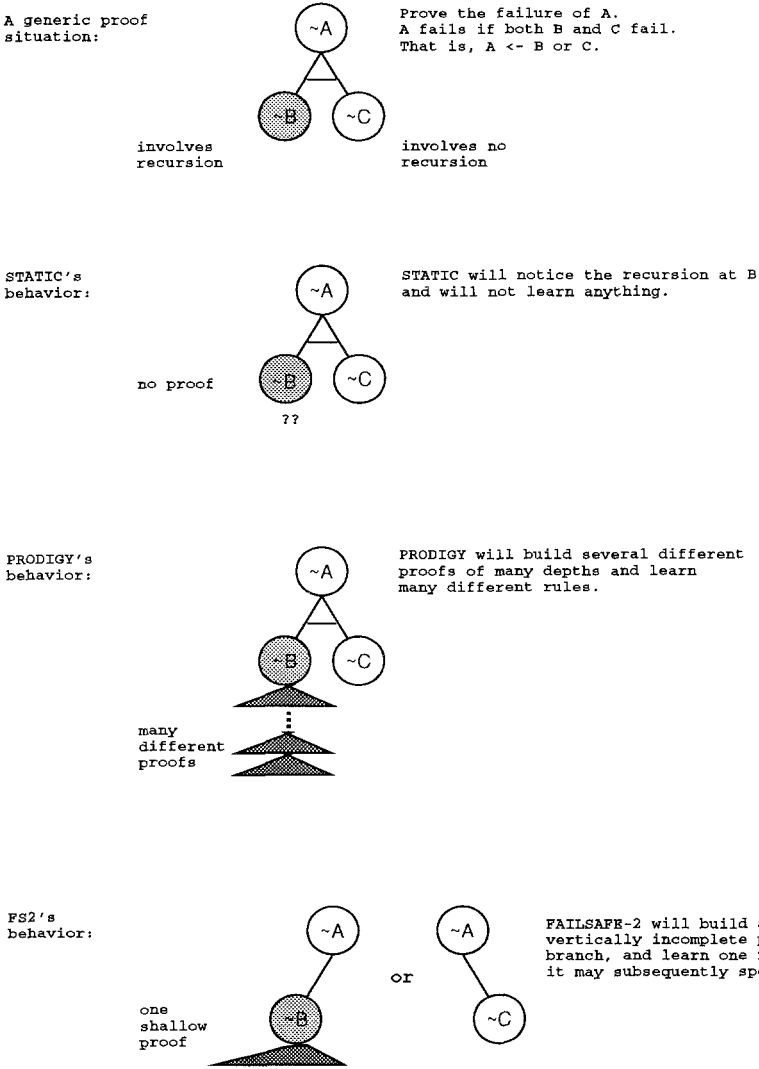 A generic proof
situation:
~A
Prove the failure of A.
A fails if both B and C fail.
That is, A <- B or C.
~B
~C
involves
recursion
involves no
recursion
STATIC's
behavior:
~A
STATIC will notice the recursion at B
and will not learn anything.
no proof
~B
~C
??
PRODIGY's
behavior:
~A
PRODIGY will build several different
proofs of many depths and learn
many different rules.
~B
~C
many
different
proofs
FS2's
behavior:
~A
~A
FAILSAFE-2 will build
vertically incomplete
branch, and learn one
it may subsequently
or
one
shallow
proof
~B
~C